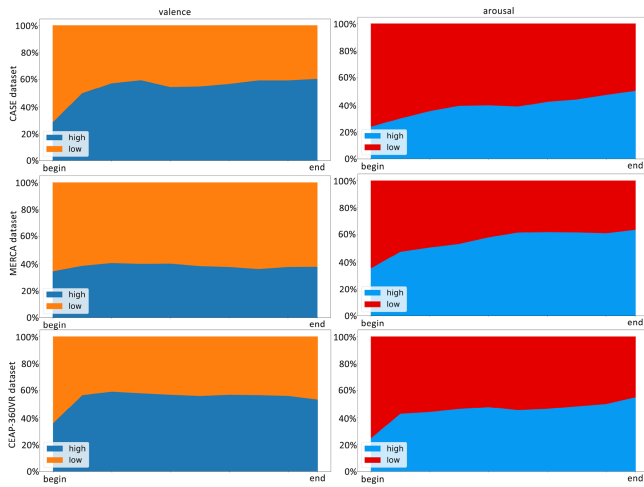 valence
arousal
CASE dataset
100%
80%
60%
40%
20%
0%
high
low
begin
end
100%
80%
60%
40%
20%
0%
high
low
begin
end
MERCA dataset
100%
80%
60%
40%
20%
0%
high
low
begin
end
100%
80%
60%
40%
20%
0%
high
low
begin
end
CEAP-360VR dataset
100%
80%
60%
40%
20%
0%
high
low
begin
end
100%
80%
60%
40%
20%
0%
high
low
begin
end